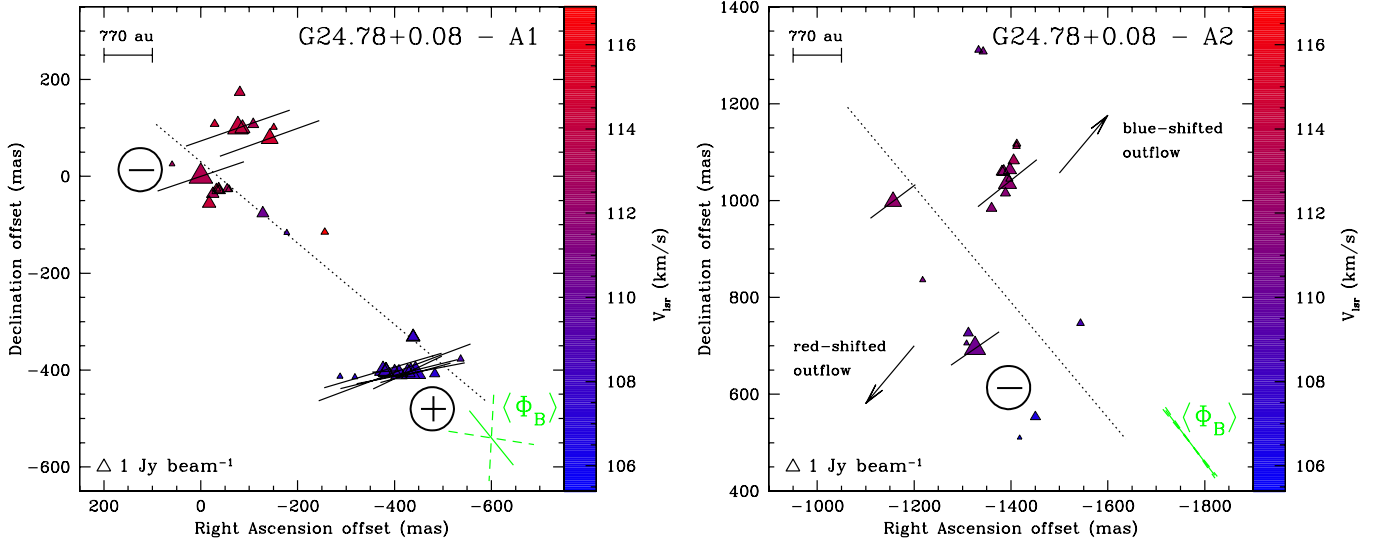 G24.78+0.08 - A1
770 au
400
200
0
-200
-400
-600
Declination offset (mas)
200
0
-200
-400
-600
Right Ascension offset (mas)
−
+
⟨Φ_B⟩
△ 1 Jy beam⁻¹
116
114
112
110
108
106
V_lsr (km/s)
G24.78+0.08 - A2
770 au
1400
1200
1000
800
600
400
Declination offset (mas)
-1000
-1200
-1400
-1600
-1800
Right Ascension offset (mas)
blue-shifted
outflow
red-shifted
outflow
−
⟨Φ_B⟩
△ 1 Jy beam⁻¹
116
114
112
110
108
106
V_lsr (km/s)